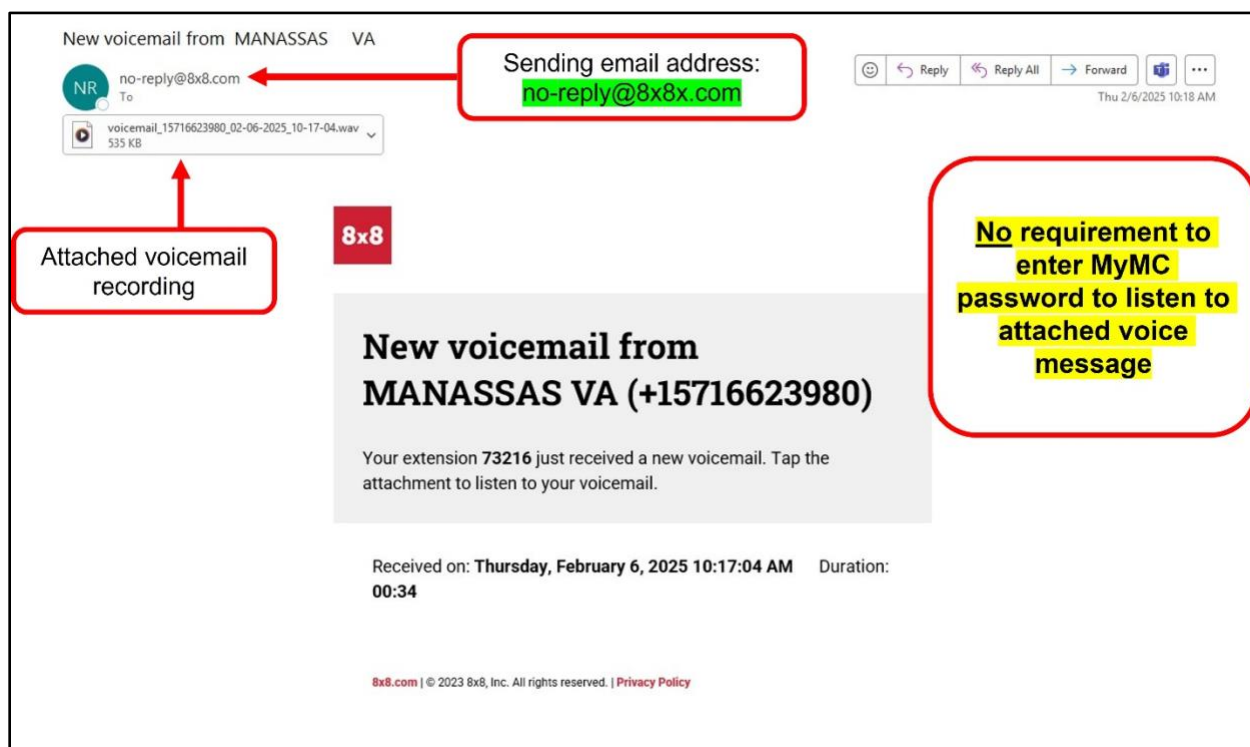 New voicemail from MANASSAS VA
NR
no-reply@8x8.com
To
voicemail_15716623980_02-06-2025_10-17-04.wav
535 KB
Sending email address:
no-reply@8x8x.com
Reply
Reply All
Forward
Thu 2/6/2025 10:18 AM
Attached voicemail
recording
8x8
No requirement to
enter MyMC
password to listen to
attached voice
message
New voicemail from
MANASSAS VA (+15716623980)
Your extension 73216 just received a new voicemail. Tap the
attachment to listen to your voicemail.
Received on: Thursday, February 6, 2025 10:17:04 AM Duration:
00:34
8x8.com | © 2023 8x8, Inc. All rights reserved. | Privacy Policy